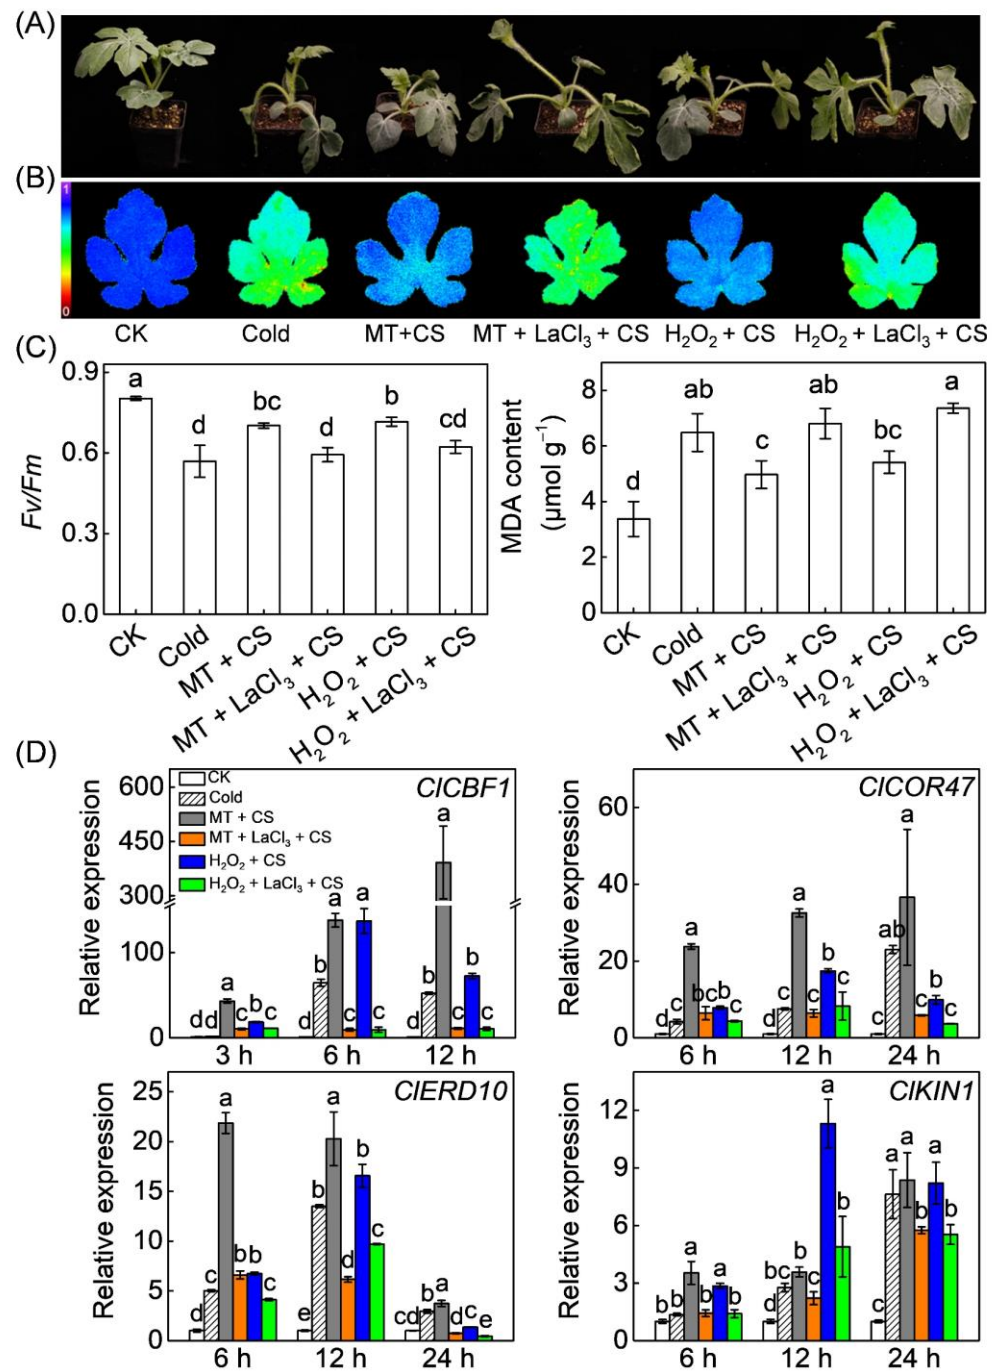 (A)
(B)
1
0
CK Cold MT+CS MT + LaCl₃ + CS H₂O₂ + CS H₂O₂ + LaCl₃ + CS
(C)
Fv/Fm
0.9
0.6
0.3
0.0
a d bc d b cd
CK Cold MT + CS MT + LaCl₃ + CS H₂O₂ + CS H₂O₂ + LaCl₃ + CS
MDA content
(μmol g⁻¹)
8
6
4
2
0
d ab c ab bc a
CK Cold MT + CS MT + LaCl₃ + CS H₂O₂ + CS H₂O₂ + LaCl₃ + CS
(D)
Relative expression
600
450
300
100
0
CK
Cold
MT + CS
MT + LaCl₃ + CS
H₂O₂ + CS
H₂O₂ + LaCl₃ + CS
ClCBF1
d d a c b c d b a c a c d b a c b c
3 h 6 h 12 h
Relative expression
60
40
20
0
ClCOR47
d c a bc b c d c a c b c c ab a c b c
6 h 12 h 24 h
Relative expression
25
20
15
10
5
0
ClERD10
d c a b b c e b a d b c cd b a d c e
6 h 12 h 24 h
Relative expression
12
9
6
3
0
ClKIN1
b b a b a b d bc b c a b c a a b a b
6 h 12 h 24 h